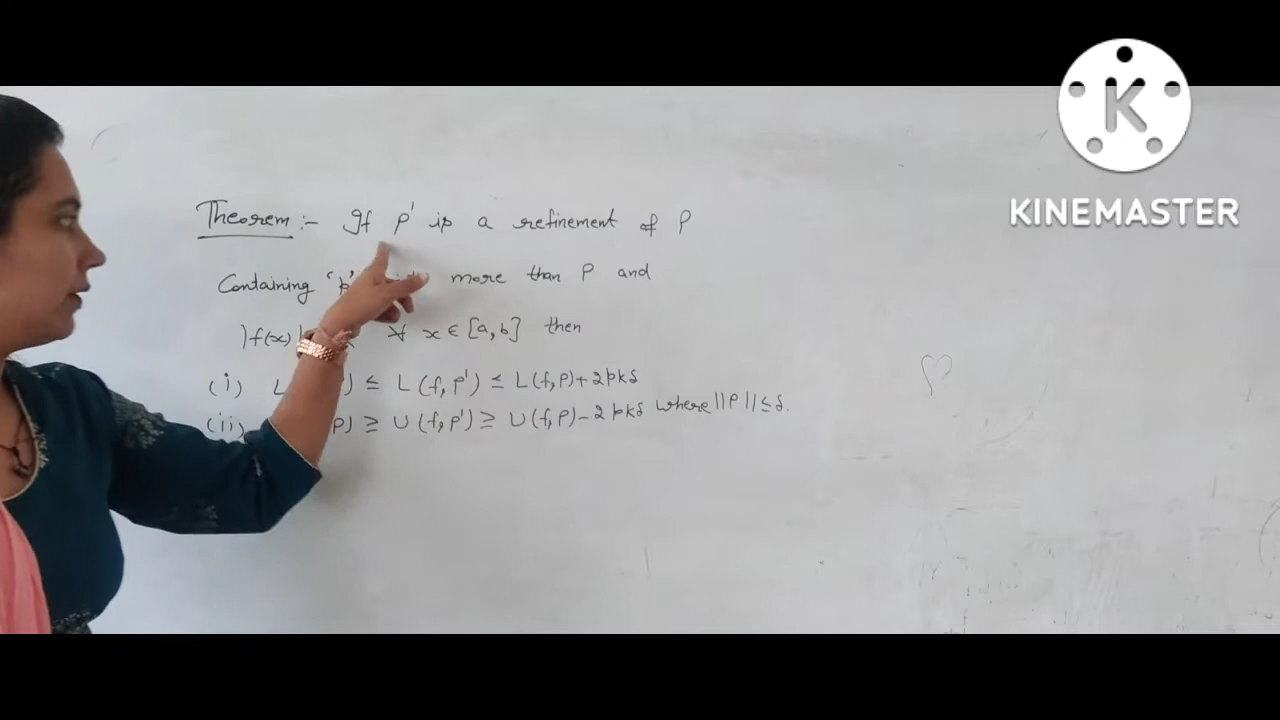 Theorem :- If P' is a refinement of P
Containing 'p' more than P and
|f(x)| ∀ x ∈ [a, b] then
(i) L ) ≤ L (f, P') ≤ L (f, P) + 2pkδ
(ii) P) ≥ U (f, P') ≥ U (f, P) - 2pkδ where ||P|| ≤ δ.
KINEMASTER